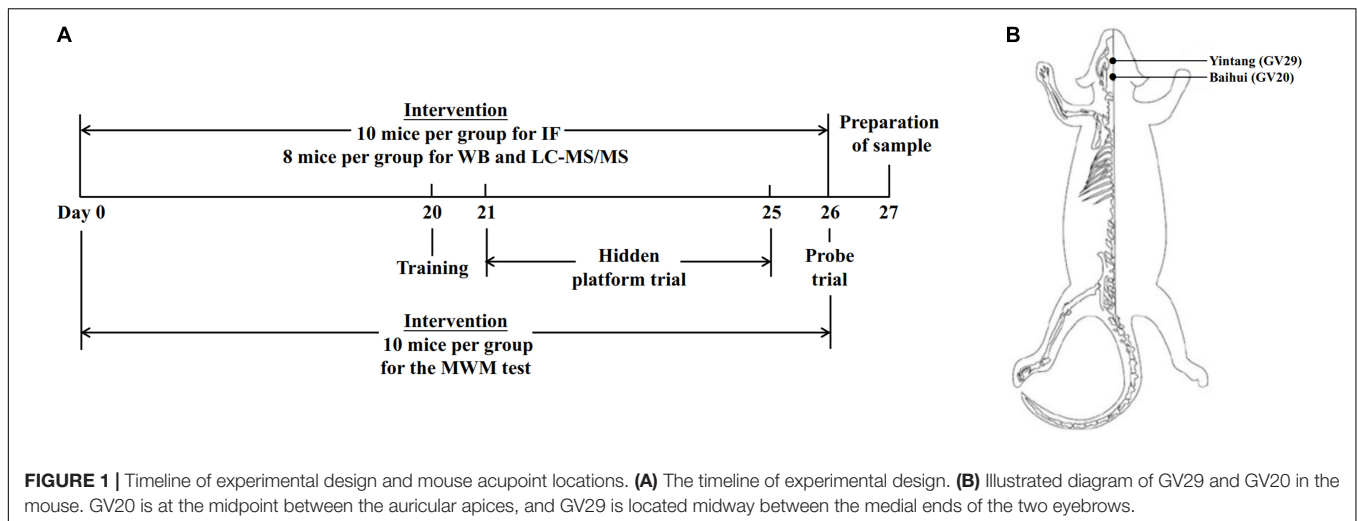 A
Intervention
10 mice per group for IF
8 mice per group for WB and LC-MS/MS
Preparation
of sample
Day 0
20
21
25
26
27
Training
Hidden
platform trial
Probe
trial
Intervention
10 mice per group
for the MWM test
B
Yintang (GV29)
Baihui (GV20)
FIGURE 1 | Timeline of experimental design and mouse acupoint locations. (A) The timeline of experimental design. (B) Illustrated diagram of GV29 and GV20 in the
mouse. GV20 is at the midpoint between the auricular apices, and GV29 is located midway between the medial ends of the two eyebrows.